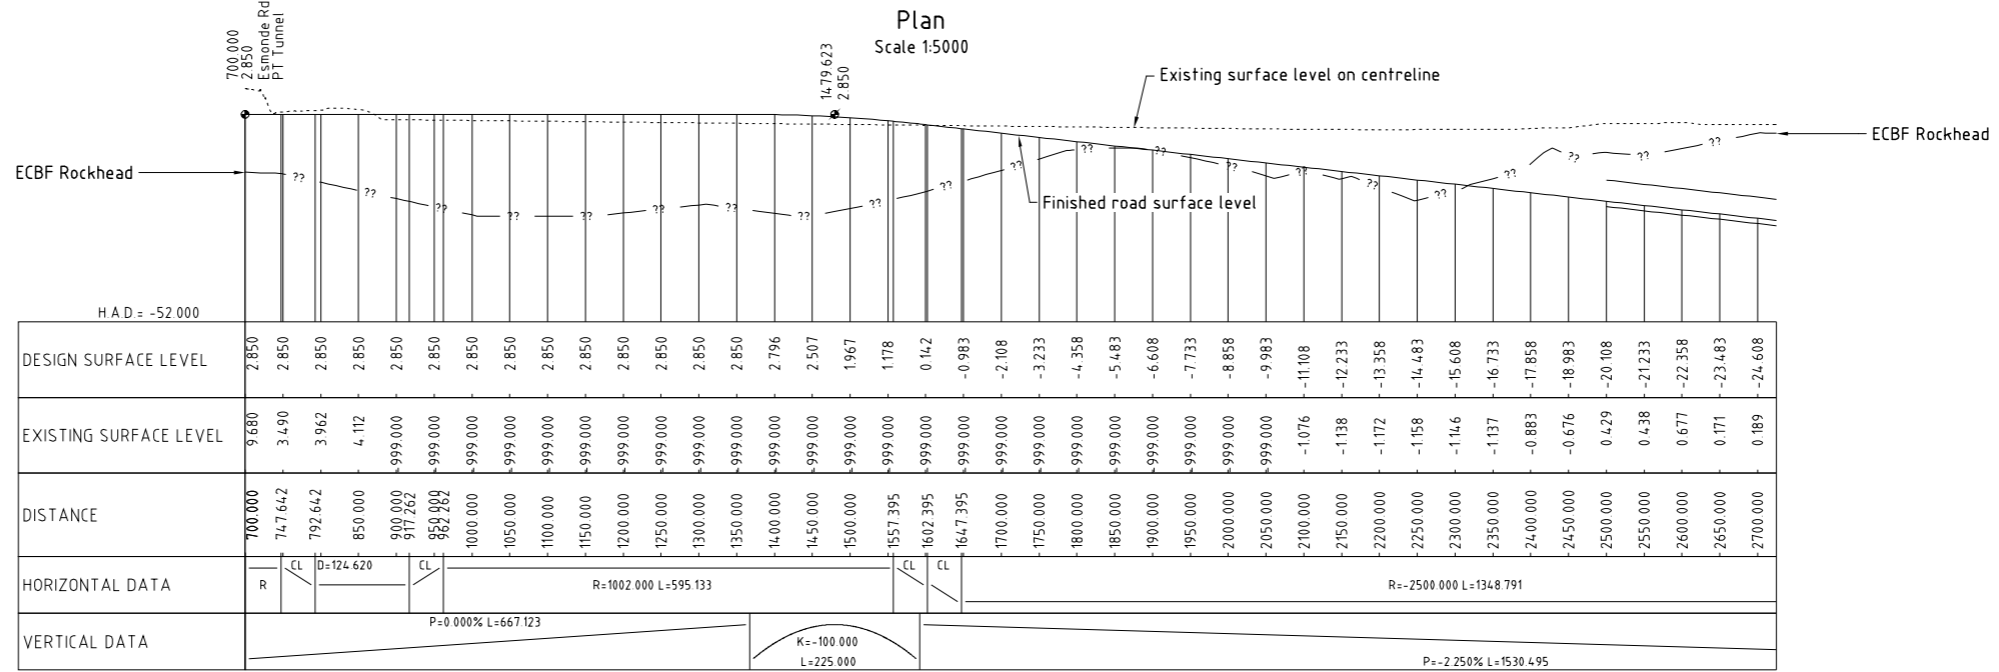 Plan
Scale 1:5000
700.000
2.850
Esmonde Rd
PT Tunnel
1479.623
2.850
Existing surface level on centreline
ECBF Rockhead
ECBF Rockhead
Finished road surface level
?? ?? ?? ?? ?? ?? ?? ?? ?? ?? ?? ?? ?? ?? ?? ?? ?? ?? ?? ??
H.A.D.= -52.000
DESIGN SURFACE LEVEL 2.850 2.850 2.850 2.850 2.850 2.850 2.850 2.850 2.850 2.850 2.850 2.850 2.850 2.850 2.796 2.507 1.967 1.178 0.142 -0.983 -2.108 -3.233 -4.358 -5.483 -6.608 -7.733 -8.858 -9.983 -11.108 -12.233 -13.358 -14.483 -15.608 -16.733 -17.858 -18.983 -20.108 -21.233 -22.358 -23.483 -24.608
EXISTING SURFACE LEVEL 9.680 3.490 3.962 4.112 999.000 999.000 999.000 999.000 999.000 999.000 999.000 999.000 999.000 999.000 999.000 999.000 999.000 999.000 999.000 999.000 999.000 999.000 999.000 999.000 999.000 999.000 999.000 999.000 -1.076 -1.138 -1.172 -1.158 -1.146 -1.137 -0.883 -0.676 0.429 0.438 0.677 0.171 0.189
DISTANCE 700.000 747.642 792.642 850.000 900.000 917.262 950.000 962.262 1000.000 1050.000 1100.000 1150.000 1200.000 1250.000 1300.000 1350.000 1400.000 1450.000 1500.000 1557.395 1602.395 1647.395 1700.000 1750.000 1800.000 1850.000 1900.000 1950.000 2000.000 2050.000 2100.000 2150.000 2200.000 2250.000 2300.000 2350.000 2400.000 2450.000 2500.000 2550.000 2600.000 2650.000 2700.000
HORIZONTAL DATA R CL D=124.620 CL R=1002.000 L=595.133 CL CL R=-2500.000 L=1348.791
VERTICAL DATA P=0.000% L=667.123 K=-100.000 L=225.000 P=-2.250% L=1530.495